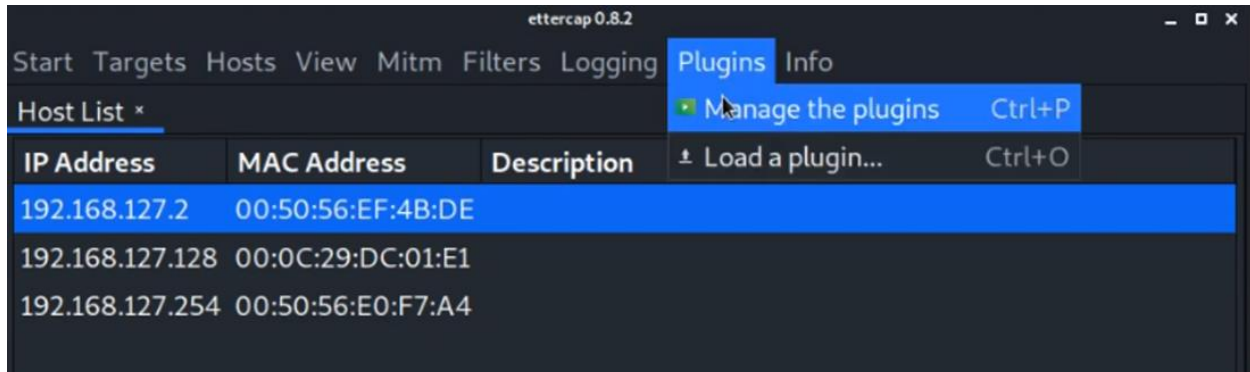 ettercap 0.8.2
Start Targets Hosts View Mitm Filters Logging Plugins Info
Host List ×
Manage the plugins Ctrl+P
Load a plugin... Ctrl+O
IP Address MAC Address Description
192.168.127.2 00:50:56:EF:4B:DE
192.168.127.128 00:0C:29:DC:01:E1
192.168.127.254 00:50:56:E0:F7:A4